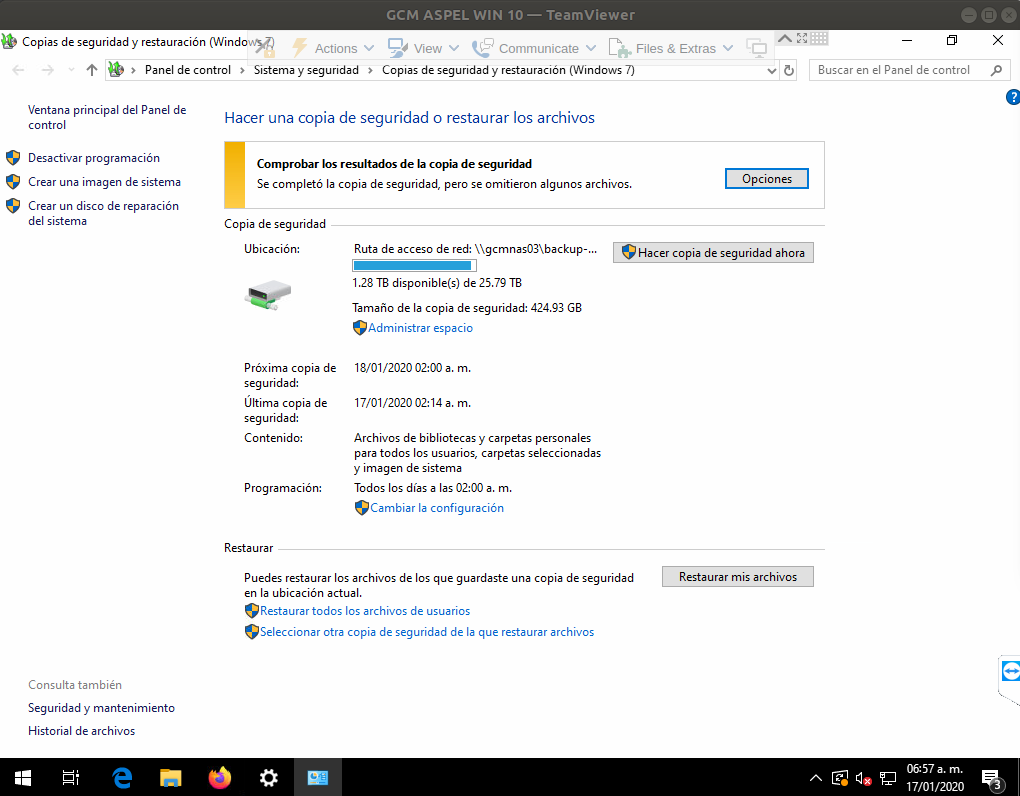 GCM ASPEL WIN 10 — TeamViewer
Copias de seguridad y restauración (Windows 7)
Actions
View
Communicate
Files & Extras
Panel de control > Sistema y seguridad > Copias de seguridad y restauración (Windows 7)
Buscar en el Panel de control
Ventana principal del Panel de
control
Desactivar programación
Crear una imagen de sistema
Crear un disco de reparación
del sistema
Hacer una copia de seguridad o restaurar los archivos
Comprobar los resultados de la copia de seguridad
Se completó la copia de seguridad, pero se omitieron algunos archivos.
Opciones
Copia de seguridad
Ubicación:
Ruta de acceso de red: \\gcmnas03\backup-...
Hacer copia de seguridad ahora
1.28 TB disponible(s) de 25.79 TB
Tamaño de la copia de seguridad: 424.93 GB
Administrar espacio
Próxima copia de
seguridad:
18/01/2020 02:00 a. m.
Última copia de
seguridad:
17/01/2020 02:14 a. m.
Contenido:
Archivos de bibliotecas y carpetas personales
para todos los usuarios, carpetas seleccionadas
y imagen de sistema
Programación:
Todos los días a las 02:00 a. m.
Cambiar la configuración
Restaurar
Puedes restaurar los archivos de los que guardaste una copia de seguridad
en la ubicación actual.
Restaurar mis archivos
Restaurar todos los archivos de usuarios
Seleccionar otra copia de seguridad de la que restaurar archivos
Consulta también
Seguridad y mantenimiento
Historial de archivos
06:57 a. m.
17/01/2020
3